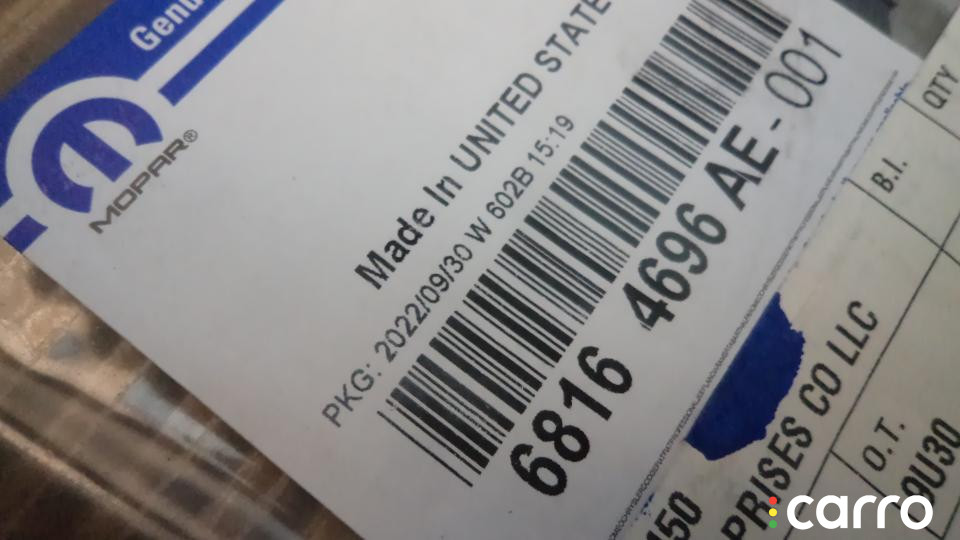 Genu
MOPAR®
Made In UNITED STATE
PKG: 2022/09/30 W 602B 15:19
6816 4696 AE - 001
QTY
B.I.
PRISES CO LLC
O.T.
9U30
150
carro